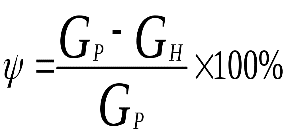 ψ = (G_P - G_H) / G_P × 100%